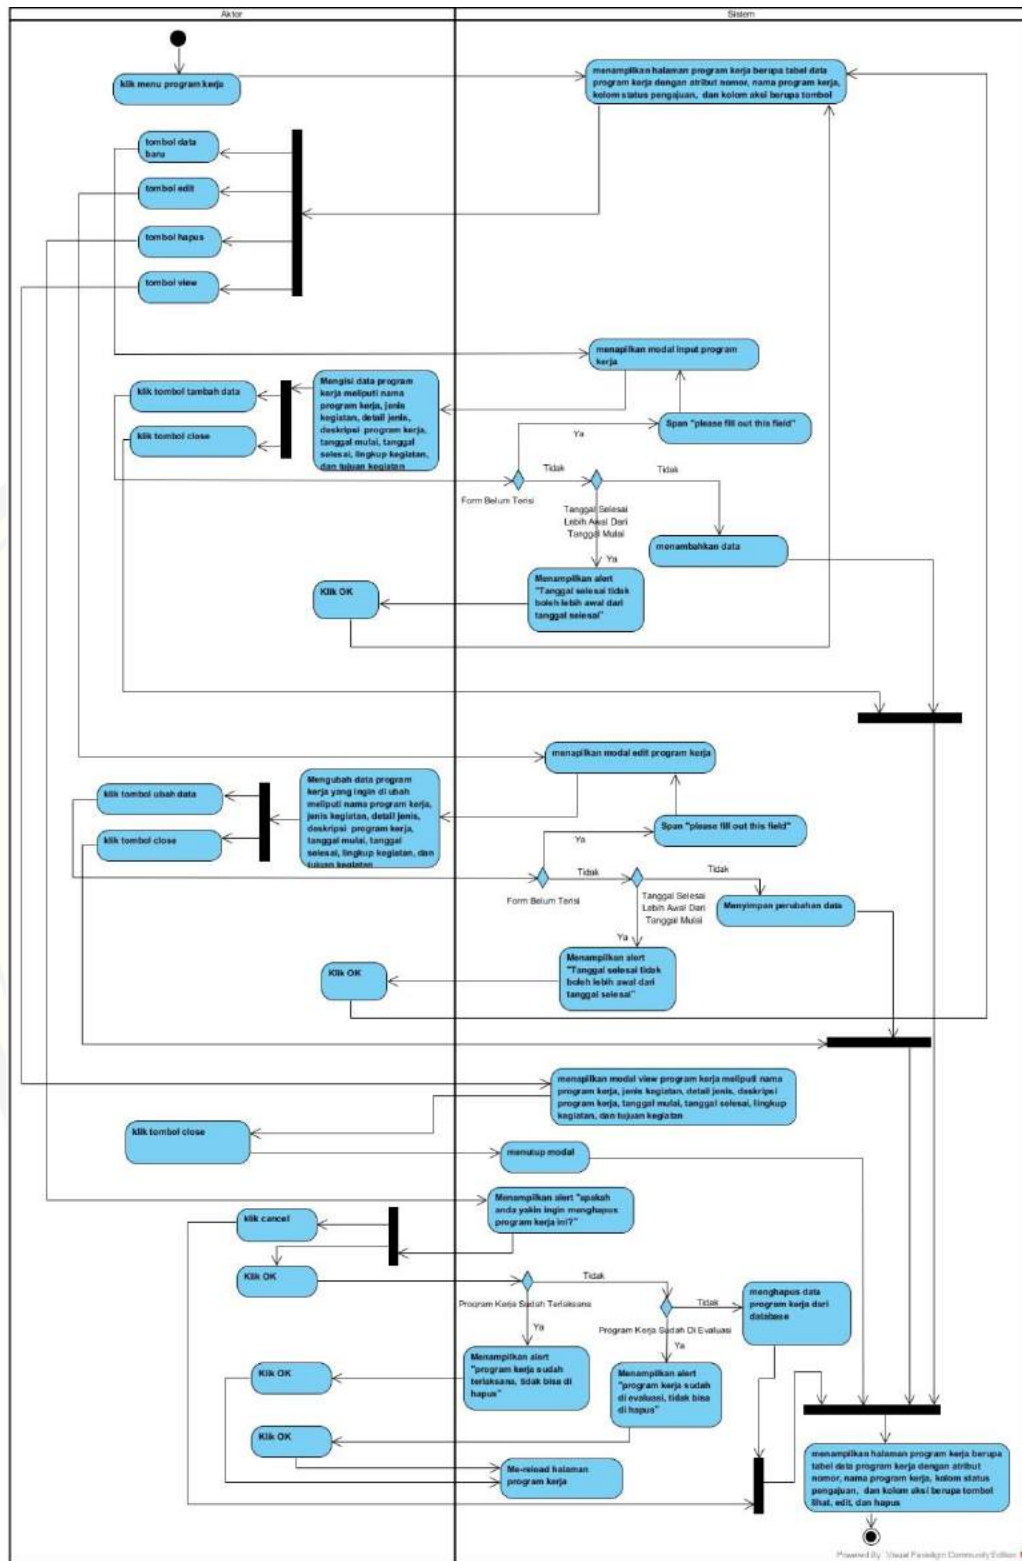 Aktor
Sistem
klik menu program kerja
menampilkan halaman program kerja berupa tabel data
program kerja dengan atribut nomor, nama program kerja,
kolom status pengajuan, dan kolom aksi berupa tombol
tombol data
baru
tombol edit
tombol hapus
tombol view
menapilkan modal input program
kerja
klik tombol tambah data
klik tombol close
Mengisi data program
kerja meliputi nama
program kerja, jenis
kegiatan, detail jenis,
deskripsi program kerja,
tanggal mulai, tanggal
selesai, lingkup kegiatan,
dan tujuan kegiatan
Span "please fill out this field"
Ya
Tidak
Tidak
Form Belum Terisi
Tanggal Selesai
Lebih Awal Dari
Tanggal Mulai
menambahkan data
Ya
Menampilkan alert
"Tanggal selesai tidak
boleh lebih awal dari
tanggal selesai"
Klik OK
menapilkan modal edit program kerja
klik tombol ubah data
klik tombol close
Mengubah data program
kerja yang ingin di ubah
meliputi nama program kerja,
jenis kegiatan, detail jenis,
deskripsi program kerja,
tanggal mulai, tanggal
selesai, lingkup kegiatan, dan
tujuan kegiatan
Span "please fill out this field"
Ya
Tidak
Tidak
Form Belum Terisi
Tanggal Selesai
Lebih Awal Dari
Tanggal Mulai
Menyimpan perubahan data
Ya
Menampilkan alert
"Tanggal selesai tidak
boleh lebih awal dari
tanggal selesai"
Klik OK
menapilkan modal view program kerja meliputi nama
program kerja, jenis kegiatan, detail jenis, deskripsi
program kerja, tanggal mulai, tanggal selesai, lingkup
kegiatan, dan tujuan kegiatan
klik tombol close
menutup modal
Menampilkan alert "apakah
anda yakin ingin menghapus
program kerja ini?"
klik cancel
Klik OK
Tidak
Program Kerja Sudah Terlaksana
Tidak
Program Kerja Sudah Di Evaluasi
menghapus data
program kerja dari
database
Ya
Ya
Menampilkan alert
"program kerja sudah
terlaksana, tidak bisa di
hapus"
Menampilkan alert
"program kerja sudah
di evaluasi, tidak bisa
di hapus"
Klik OK
Klik OK
Me-reload halaman
program kerja
menampilkan halaman program kerja berupa
tabel data program kerja dengan atribut
nomor, nama program kerja, kolom status
pengajuan, dan kolom aksi berupa tombol
lihat, edit, dan hapus
Powered By Visual Paradigm Community Edition